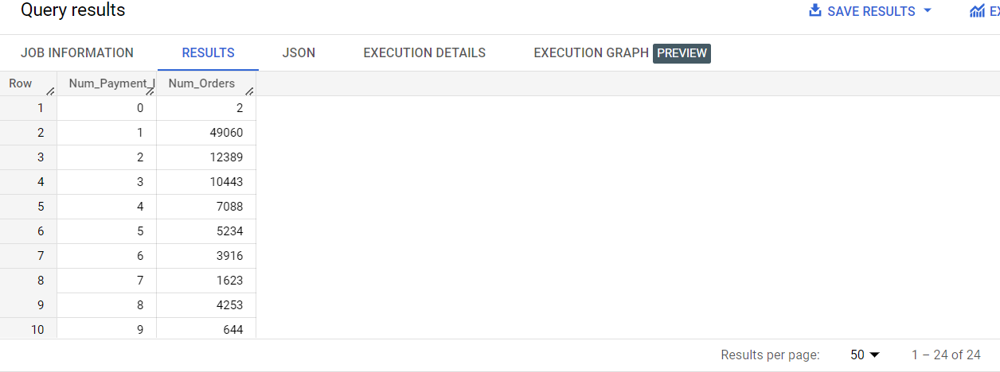 Query results SAVE RESULTS EX
JOB INFORMATION RESULTS JSON EXECUTION DETAILS EXECUTION GRAPH PREVIEW
Row Num_Payment_I Num_Orders
1 0 2
2 1 49060
3 2 12389
4 3 10443
5 4 7088
6 5 5234
7 6 3916
8 7 1623
9 8 4253
10 9 644
Results per page: 50 1 – 24 of 24